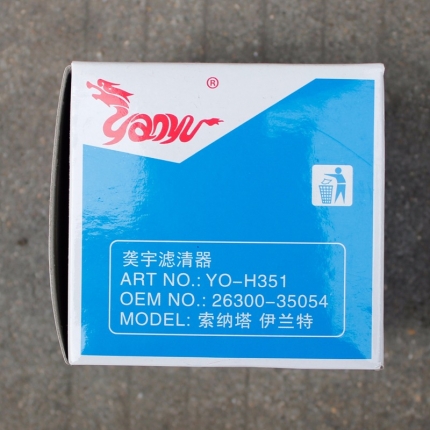 yanyu ®
䶮宇滤清器
ART NO.: YO-H351
OEM NO.: 26300-35054
MODEL: 索纳塔 伊兰特